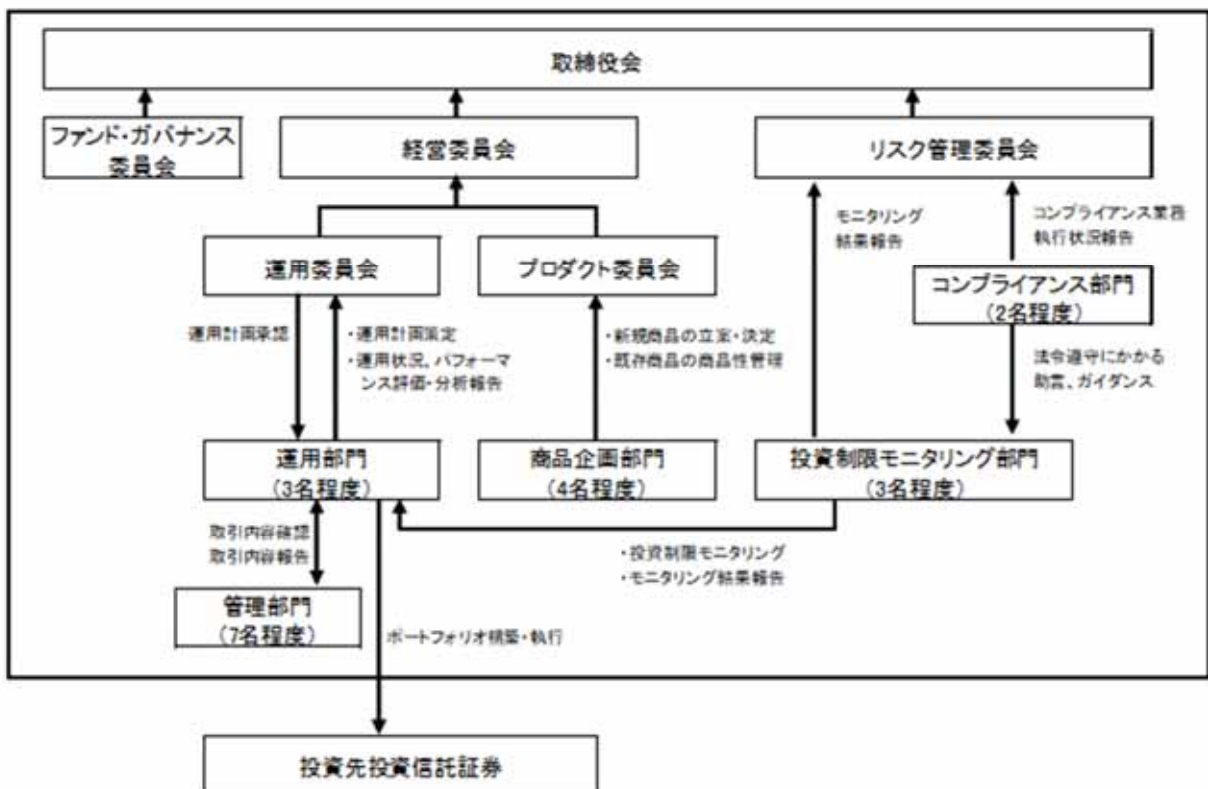 取締役会
ファンド・ガバナンス
委員会
経営委員会
リスク管理委員会
モニタリング
結果報告
コンプライアンス業務
執行状況報告
運用委員会
プロダクト委員会
コンプライアンス部門
(2名程度)
運用計画承認
・運用計画策定
・運用状況、パフォーマ
ンス評価・分析報告
・新規商品の立案・決定
・既存商品の商品性管理
法令遵守にかかる
助言、ガイダンス
運用部門
(3名程度)
商品企画部門
(4名程度)
投資制限モニタリング部門
(3名程度)
取引内容確認
取引内容報告
・投資制限モニタリング
・モニタリング結果報告
管理部門
(7名程度)
ポートフォリオ構築・執行
投資先投資信託証券